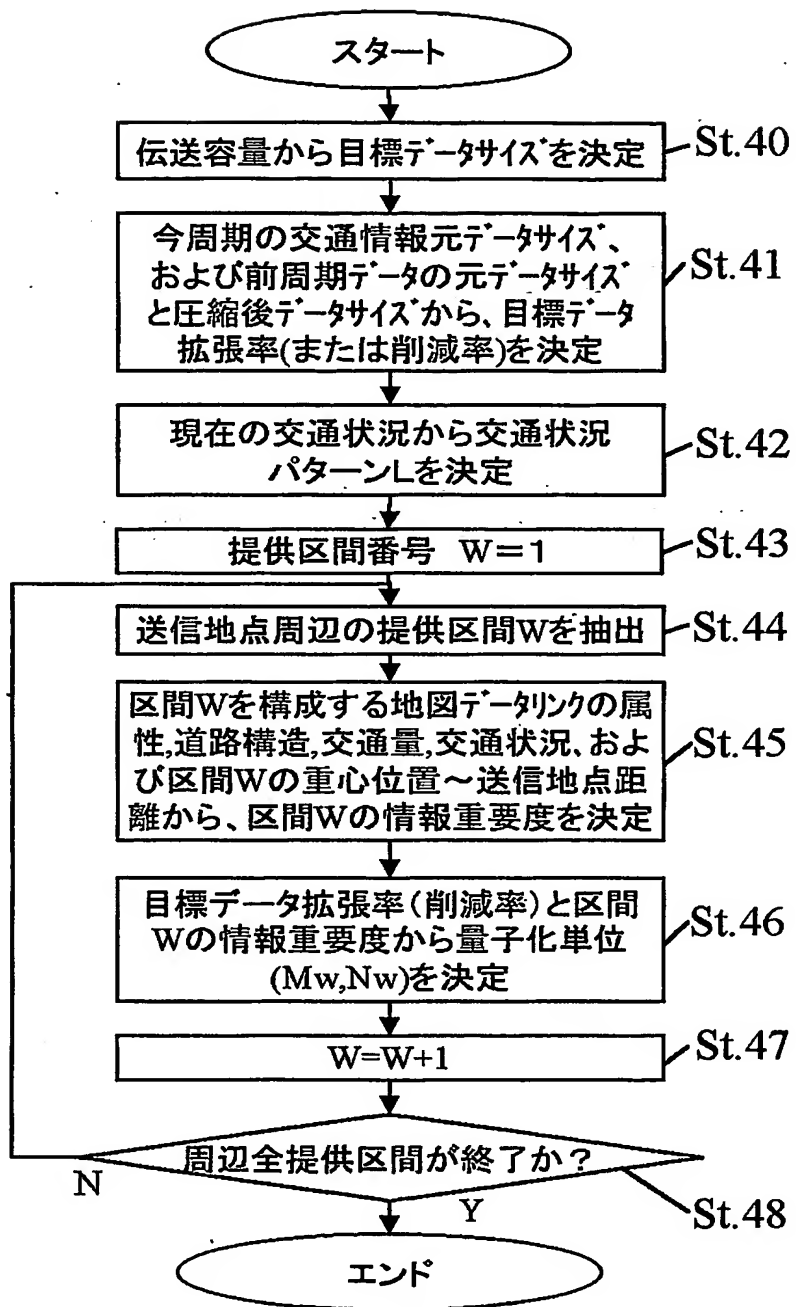 スタート
伝送容量から目標データサイズを決定
St.40
今周期の交通情報元データサイズ、
および前周期データの元データサイズ
と圧縮後データサイズから、目標データ
拡張率(または削減率)を決定
St.41
現在の交通状況から交通状況
パターンLを決定
St.42
提供区間番号 W=1
St.43
送信地点周辺の提供区間Wを抽出
St.44
区間Wを構成する地図データリンクの属
性,道路構造,交通量,交通状況、およ
び区間Wの重心位置~送信地点距
離から、区間Wの情報重要度を決定
St.45
目標データ拡張率(削減率)と区間
Wの情報重要度から量子化単位
(Mw,Nw)を決定
St.46
W=W+1
St.47
周辺全提供区間が終了か?
N
Y
St.48
エンド